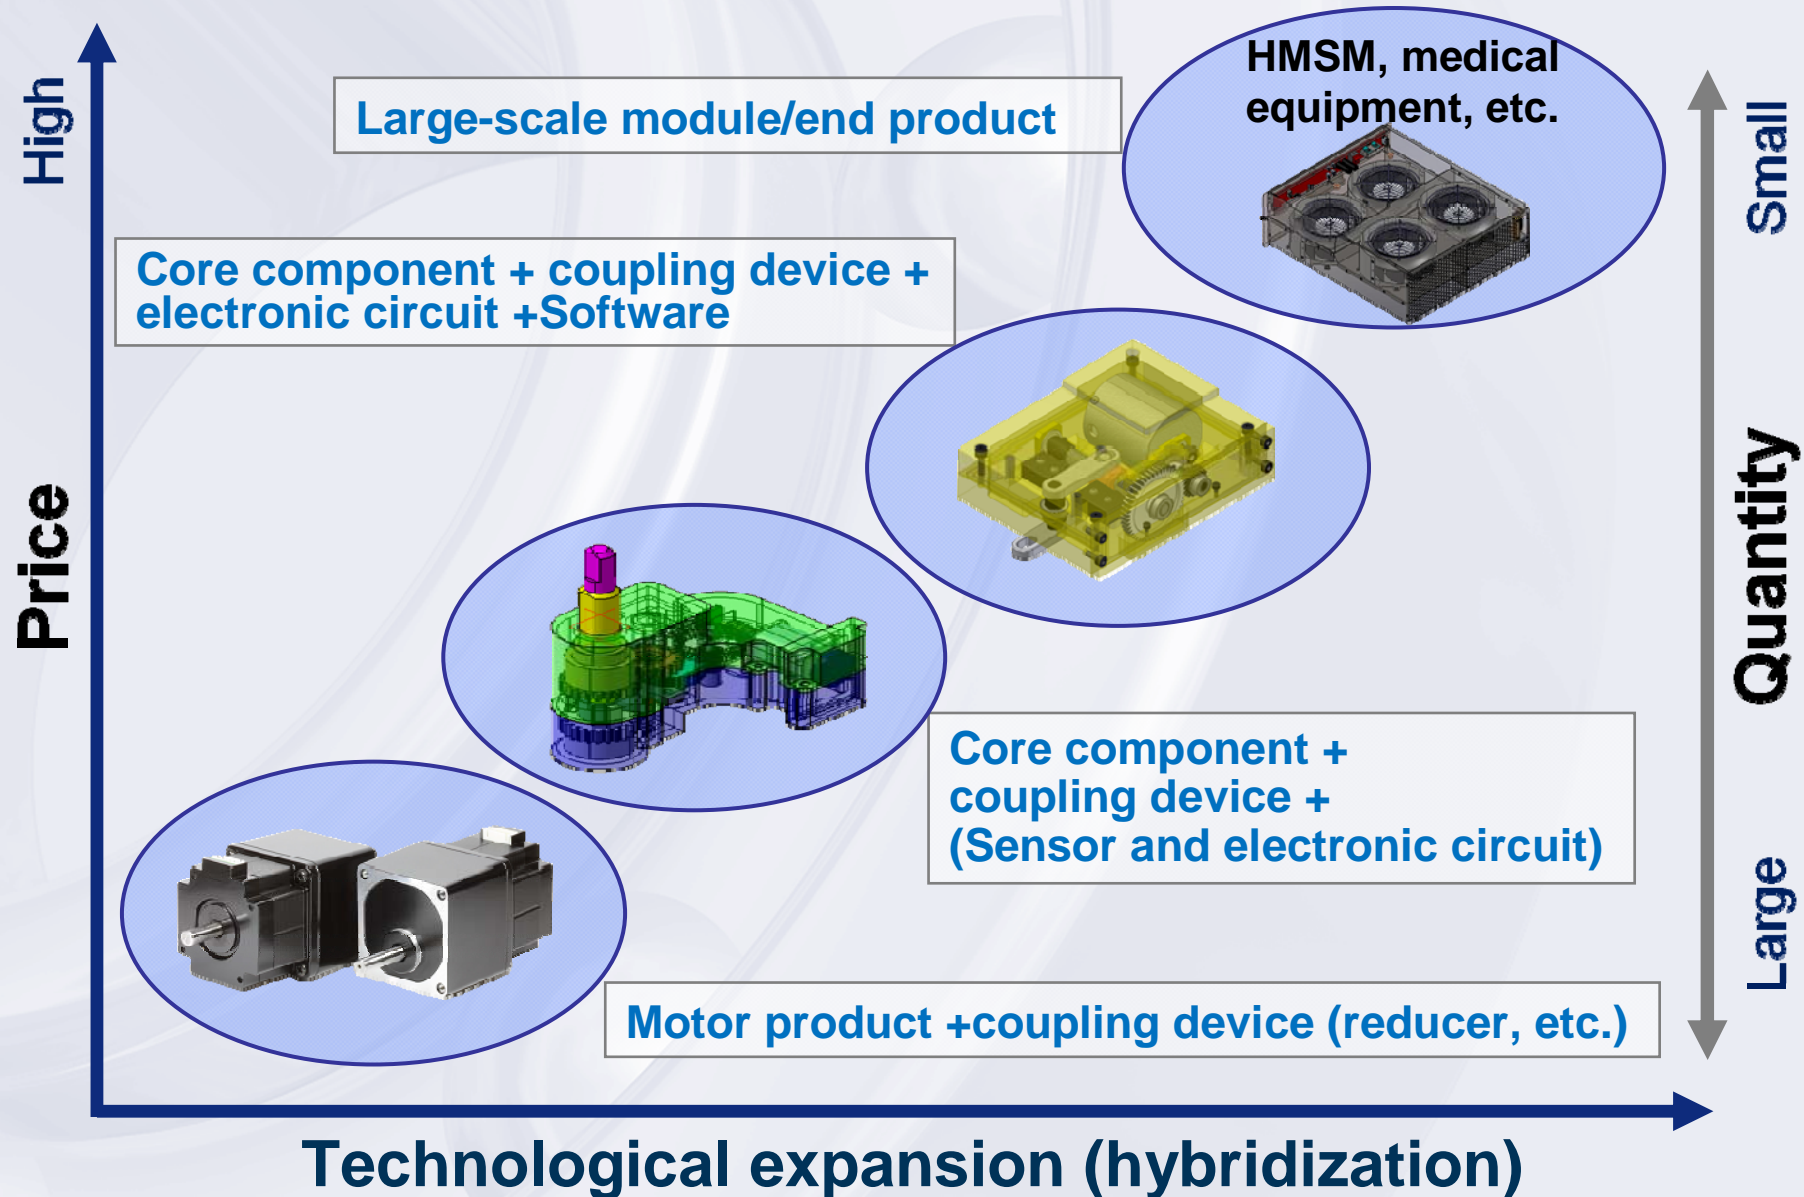 High
Price
Large-scale module/end product
HMSM, medical
equipment, etc.
Core component + coupling device +
electronic circuit +Software
Core component +
coupling device +
(Sensor and electronic circuit)
Motor product +coupling device (reducer, etc.)
Small
Quantity
Large
Technological expansion (hybridization)